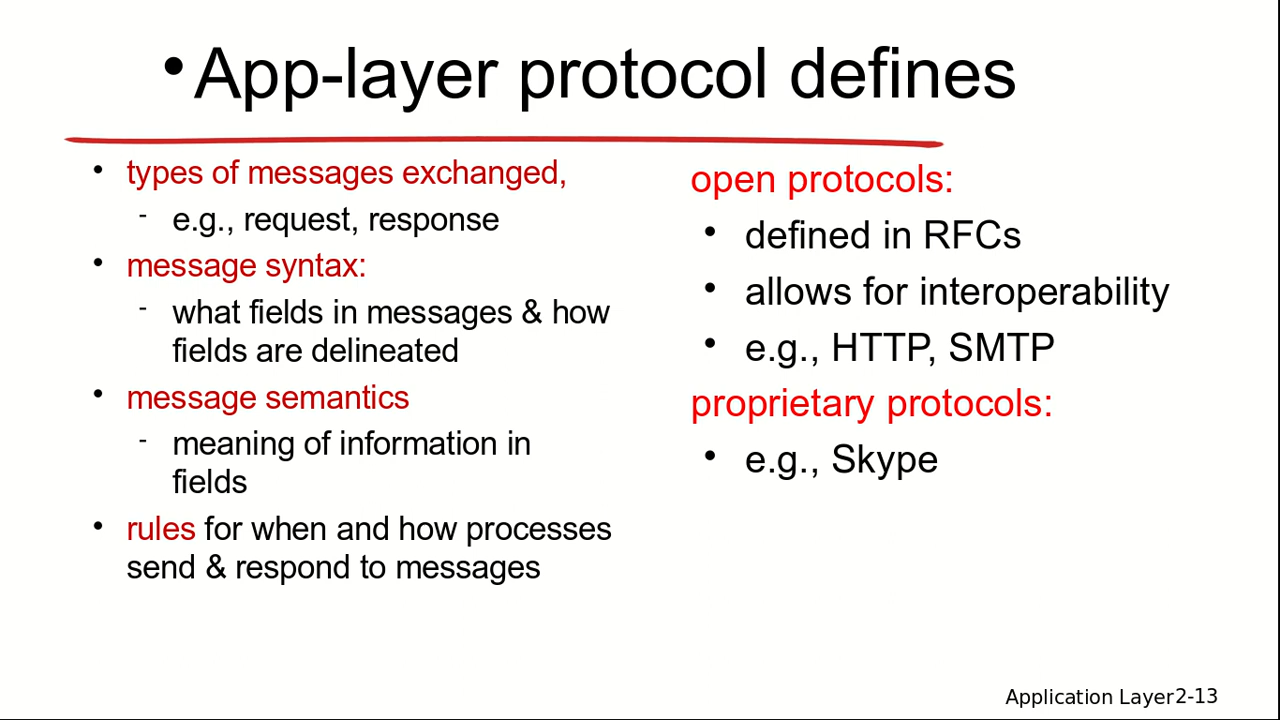 • App-layer protocol defines
• types of messages exchanged,
- e.g., request, response
• message syntax:
- what fields in messages & how
fields are delineated
• message semantics
- meaning of information in
fields
• rules for when and how processes
send & respond to messages
open protocols:
• defined in RFCs
• allows for interoperability
• e.g., HTTP, SMTP
proprietary protocols:
• e.g., Skype
Application Layer 2-13